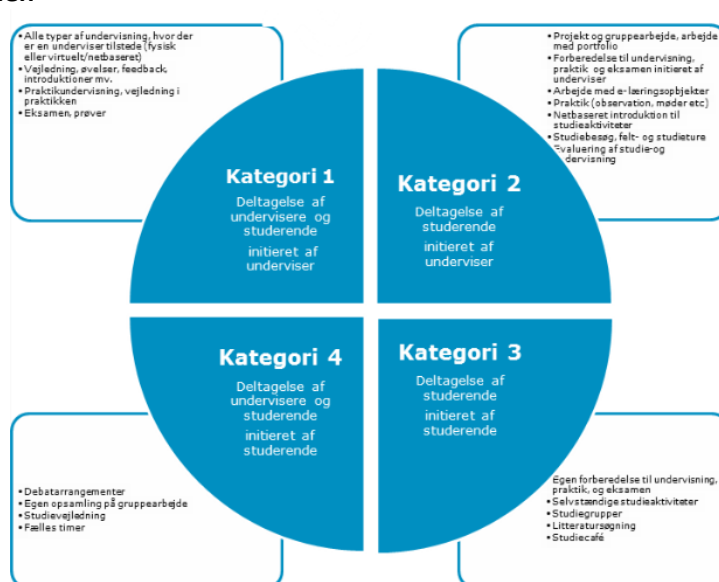 • Alle typer af undervisning, hvor der
er en underviser tilstede (fysisk
eller virtuelt/netbaseret)
• Vejledning, øvelser, feedback,
introduktioner mv.
• Praktikundervisning, vejledning i
praktikken
• Eksamen, prøver
• Projekt og gruppearbejde, arbejde
med portfolio
• Forberedelse til undervisning,
praktik og eksamen initieret af
underviser
• Arbejde med e-læringsobjekter
• Praktik (observation, møder etc)
• Netbaseret introduktion til
studieaktiviteter
• Studiebesøg, felt- og studieture
Evaluering af studie-og
dervisning
Kategori 1
Deltagelse af
undervisere og
studerende
initieret af
underviser
Kategori 2
Deltagelse af
studerende
initieret af
underviser
Kategori 4
Deltagelse af
undervisere og
studerende
initieret af
studerende
Kategori 3
Deltagelse af
studerende
initieret af
studerende
• Debatarrangementer
• Egen opsamling på gruppearbejde
• Studievejledning
• Fælles timer
Egen forberedelse til undervisning,
praktik, og eksamen
• Selvstændige studieaktiviteter
• Studiegrupper
• Litteratursøgning
• Studiecafé